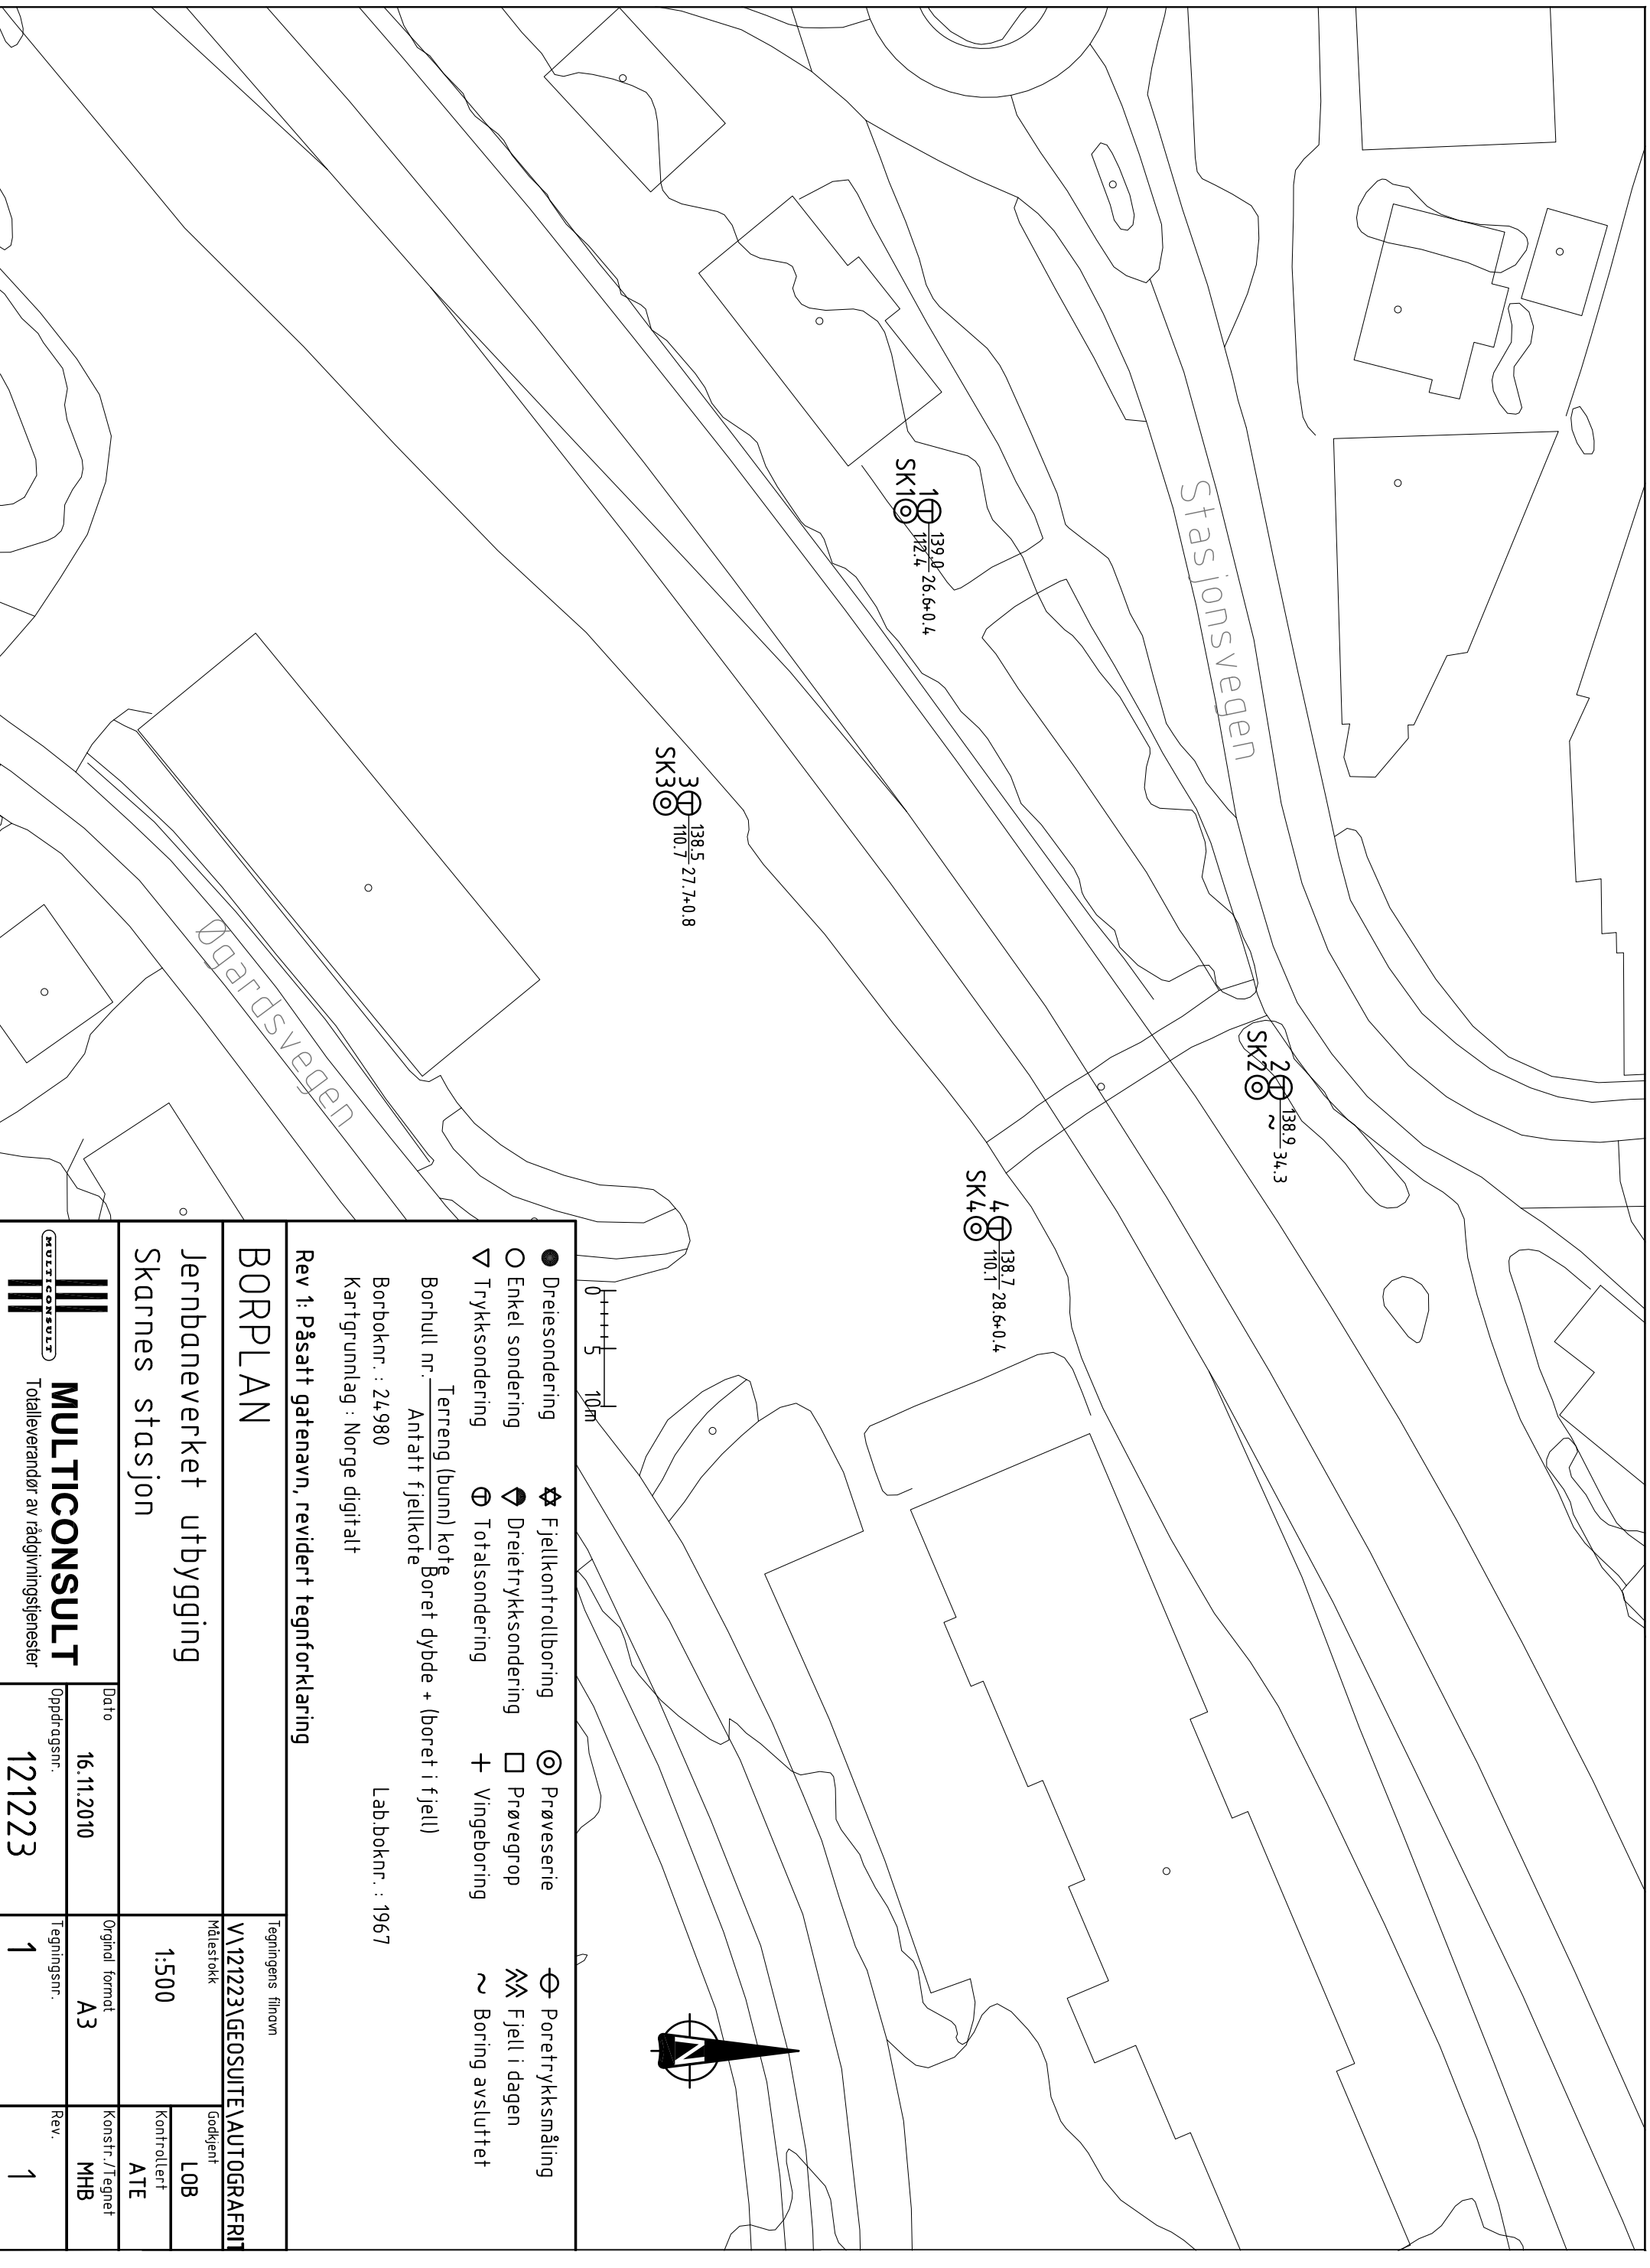 Stasjonsvegen
1
139.0
112.4
26.6+0.4
SK1
2
138.9
~
34.3
SK2
3
138.5
110.7
27.7+0.8
SK3
4
138.7
110.1
28.6+0.4
SK4
Øgardsvegen
N
0 5 10m
Dreiesondering Fjellkontrollboring Prøveserie Poretrykksmåling
Enkel sondering Dreietrykksondering Prøvegrop Fjell i dagen
Trykksondering Totalsondering Vingeboring ~ Boring avsluttet
Terreng (bunn) kote
Borhull nr. Boret dybde + (boret i fjell)
Antatt fjellkote
Borboknr. : 24980 Lab.boknr. : 1967
Kartgrunnlag : Norge digitalt
Rev 1: Påsatt gatenavn, revidert tegnforklaring
BORPLAN
Tegningens filnavn
V\121223\GEOSUITE\AUTOGRAFRIT
Jernbaneverket utbygging
Skarnes stasjon
Målestokk
1:500
Godkjent
LOB
Kontrollert
ATE
MULTICONSULT
MULTICONSULT
Totalleverandør av rådgivningstjenester
Dato
16.11.2010
Orginal format
A3
Konstr./Tegnet
MHB
Oppdragsnr.
121223
Tegningsnr.
1
Rev.
1